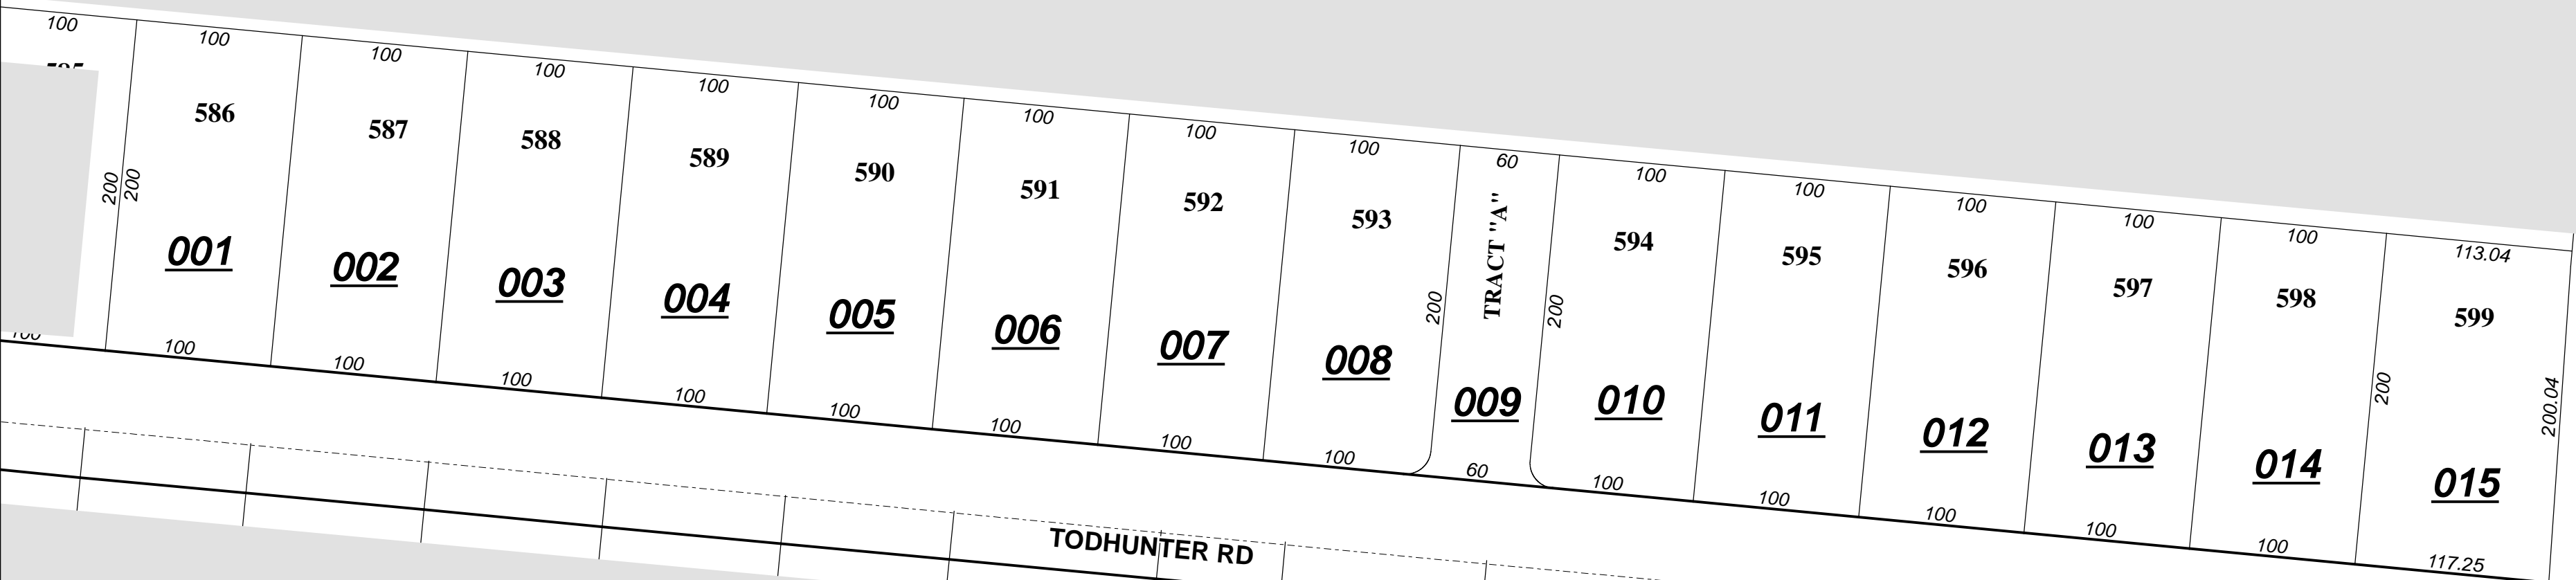 100 100 100 100 100 100 100 100 100 60 100 100 100 100 100 113.04
586 587 588 589 590 591 592 593 TRACT "A" 594 595 596 597 598 599
200 200 200 200 200 200.04
001 002 003 004 005 006 007 008 009 010 011 012 013 014 015
100 100 100 100 100 100 100 100 60 100 100 100 100 100 117.25
TODHUNTER RD